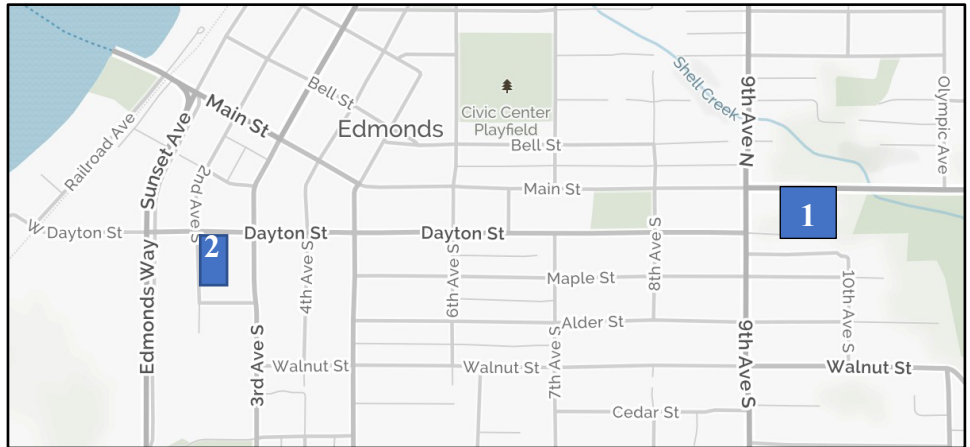 Bell St
Shell Creek
9th Ave N
Olympic Ave
Main St
Civic Center
Playfield
Edmonds
Railroad Ave
Sunset Ave
Bell St
Main St
2nd Ave S
1
W Dayton St
2
Dayton St
Dayton St
8th Ave S
Edmonds Way
4th Ave S
6th Ave S
Maple St
10th Ave S
Alder St
3rd Ave S
7th Ave S
9th Ave S
Walnut St
Walnut St
Walnut St
Cedar St